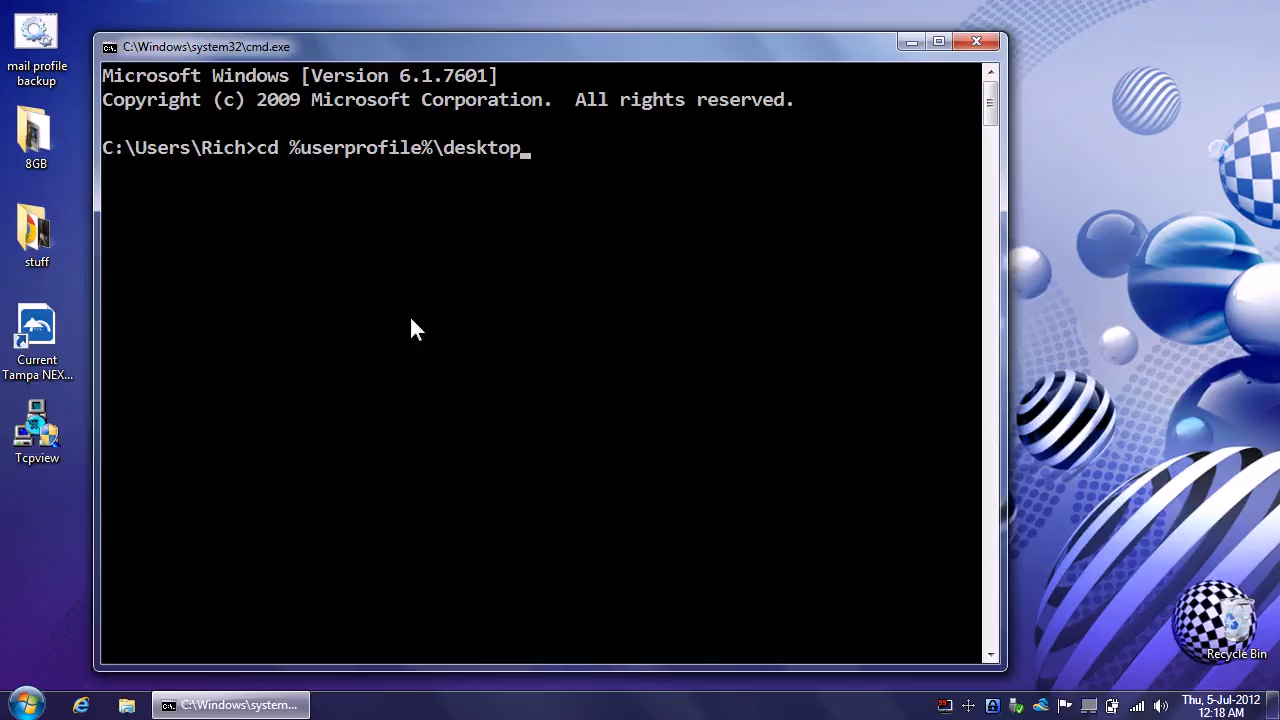 mail profile
backup
8GB
stuff
Current
Tampa NEX...
Tcpview
C:\Windows\system32\cmd.exe
Microsoft Windows [Version 6.1.7601]
Copyright (c) 2009 Microsoft Corporation.  All rights reserved.
C:\Users\Rich>cd %userprofile%\desktop_
Recycle Bin
C:\Windows\system...
Thu, 5-Jul-2012
12:18 AM